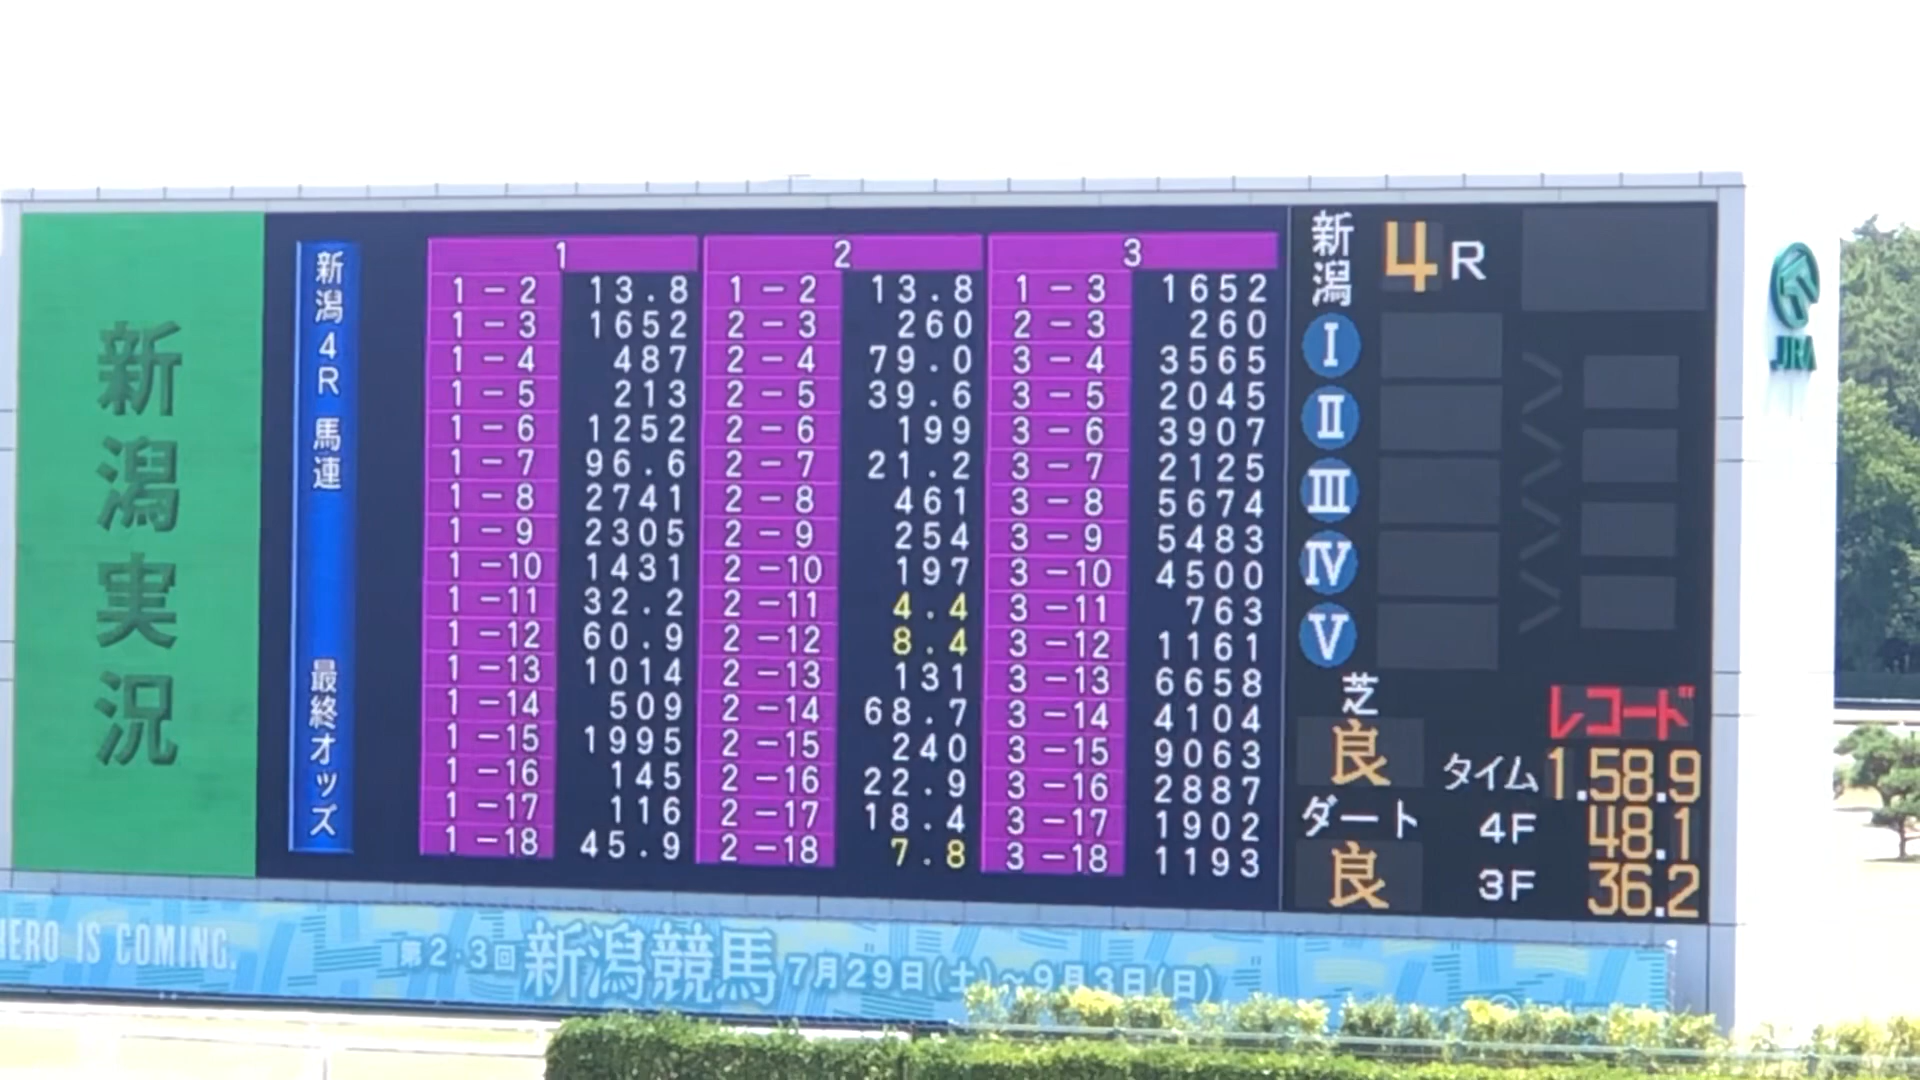 新潟実況
新潟4R 馬連 最終オッズ
1 2 3
1-2 13.8 1-2 13.8 1-3 1652
1-3 1652 2-3 260 2-3 260
1-4 487 2-4 79.0 3-4 3565
1-5 213 2-5 39.6 3-5 2045
1-6 1252 2-6 199 3-6 3907
1-7 96.6 2-7 21.2 3-7 2125
1-8 2741 2-8 461 3-8 5674
1-9 2305 2-9 254 3-9 5483
1-10 1431 2-10 197 3-10 4500
1-11 32.2 2-11 4.4 3-11 763
1-12 60.9 2-12 8.4 3-12 1161
1-13 1014 2-13 131 3-13 6658
1-14 509 2-14 68.7 3-14 4104
1-15 1995 2-15 240 3-15 9063
1-16 145 2-16 22.9 3-16 2887
1-17 116 2-17 18.4 3-17 1902
1-18 45.9 2-18 7.8 3-18 1193
新潟 4R
Ⅰ
Ⅱ
Ⅲ
Ⅳ
Ⅴ
芝 レコード
良 タイム 1.58.9
ダート 4F 48.1
良 3F 36.2
JRA
HERO IS COMING. 第2・3回 新潟競馬 7月29日(土)~9月3日(日)